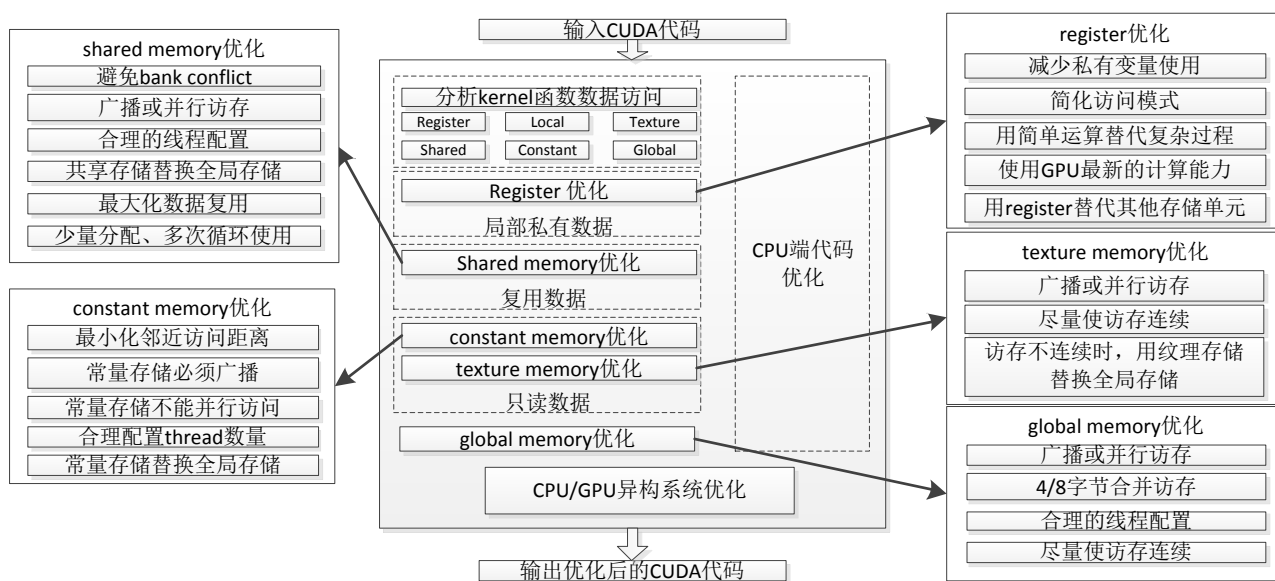 shared memory优化
避免bank conflict
广播或并行访存
合理的线程配置
共享存储替换全局存储
最大化数据复用
少量分配、多次循环使用
constant memory优化
最小化邻近访问距离
常量存储必须广播
常量存储不能并行访问
合理配置thread数量
常量存储替换全局存储
输入CUDA代码
分析kernel函数数据访问
Register Local Texture
Shared Constant Global
Register 优化
局部私有数据
Shared memory优化
复用数据
constant memory优化
texture memory优化
只读数据
global memory优化
CPU端代码
优化
CPU/GPU异构系统优化
输出优化后的CUDA代码
register优化
减少私有变量使用
简化访问模式
用简单运算替代复杂过程
使用GPU最新的计算能力
用register替代其他存储单元
texture memory优化
广播或并行访存
尽量使访存连续
访存不连续时，用纹理存储
替换全局存储
global memory优化
广播或并行访存
4/8字节合并访存
合理的线程配置
尽量使访存连续